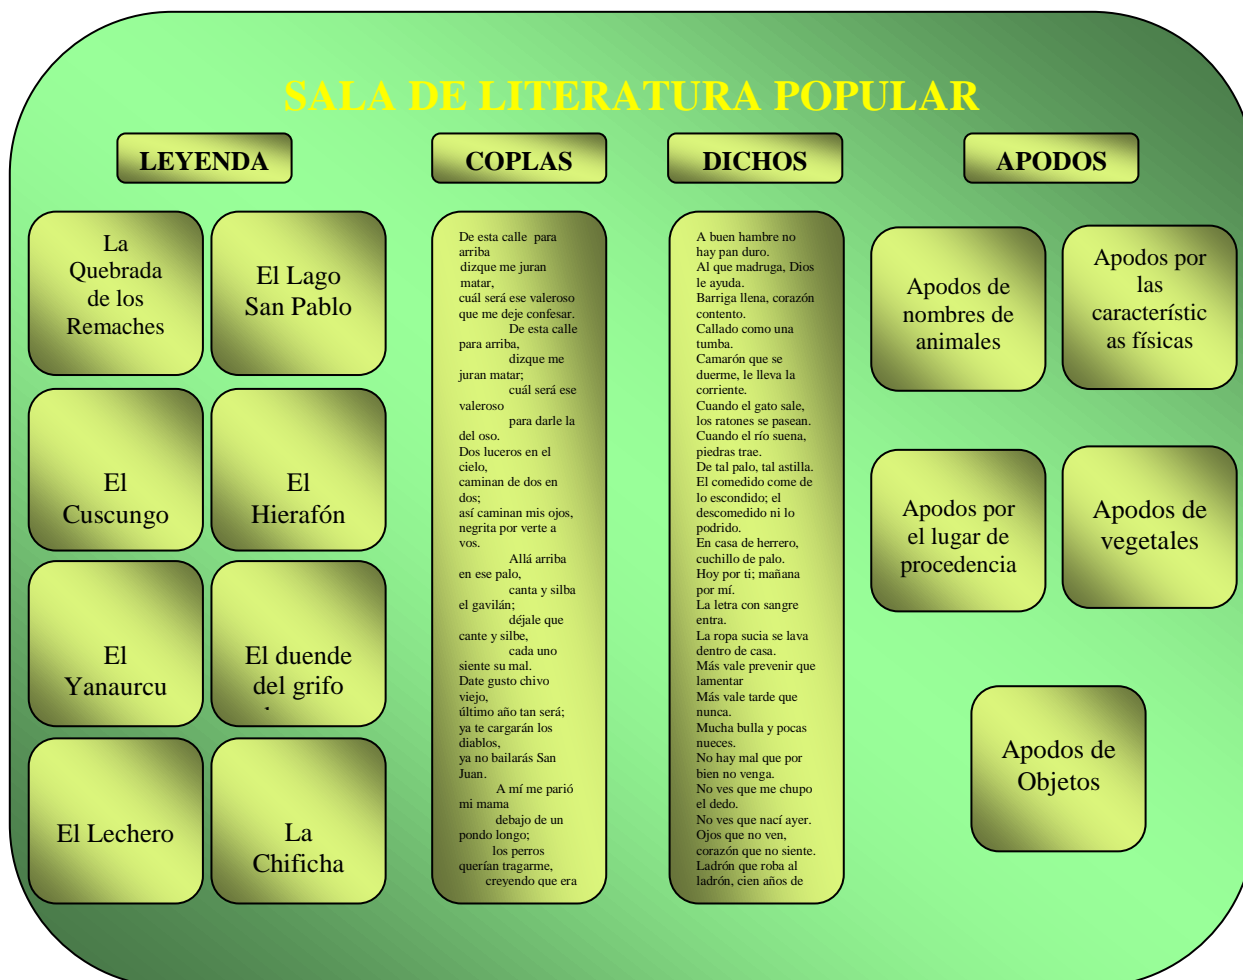 SALA DE LITERATURA POPULAR
LEYENDA
La
Quebrada
de los
Remaches
El Lago
San Pablo
El
Cuscungo
El
Hierafón
El
Yanaurcu
El duende
del grifo
El Lechero
La
Chificha
COPLAS
De esta calle para
arriba
dizque me juran
matar,
cuál será ese valeroso
que me deje confesar.
De esta calle
para arriba,
dizque me
juran matar;
cuál será ese
valeroso
para darle la
del oso.
Dos luceros en el
cielo,
caminan de dos en
dos;
así caminan mis ojos,
negrita por verte a
vos.
Allá arriba
en ese palo,
canta y silba
el gavilán;
déjale que
cante y silbe,
cada uno
siente su mal.
Date gusto chivo
viejo,
último año tan será;
ya te cargarán los
diablos,
ya no bailarás San
Juan.
A mí me parió
mi mama
debajo de un
pondo longo;
los perros
querían tragarme,
creyendo que era
DICHOS
A buen hambre no
hay pan duro.
Al que madruga, Dios
le ayuda.
Barriga llena, corazón
contento.
Callado como una
tumba.
Camarón que se
duerme, le lleva la
corriente.
Cuando el gato sale,
los ratones se pasean.
Cuando el río suena,
piedras trae.
De tal palo, tal astilla.
El comedido come de
lo escondido; el
descomedido ni lo
podrido.
En casa de herrero,
cuchillo de palo.
Hoy por ti; mañana
por mí.
La letra con sangre
entra.
La ropa sucia se lava
dentro de casa.
Más vale prevenir que
lamentar
Más vale tarde que
nunca.
Mucha bulla y pocas
nueces.
No hay mal que por
bien no venga.
No ves que me chupo
el dedo.
No ves que nací ayer.
Ojos que no ven,
corazón que no siente.
Ladrón que roba al
ladrón, cien años de
APODOS
Apodos de
nombres de
animales
Apodos por
las
característic
as físicas
Apodos por
el lugar de
procedencia
Apodos de
vegetales
Apodos de
Objetos